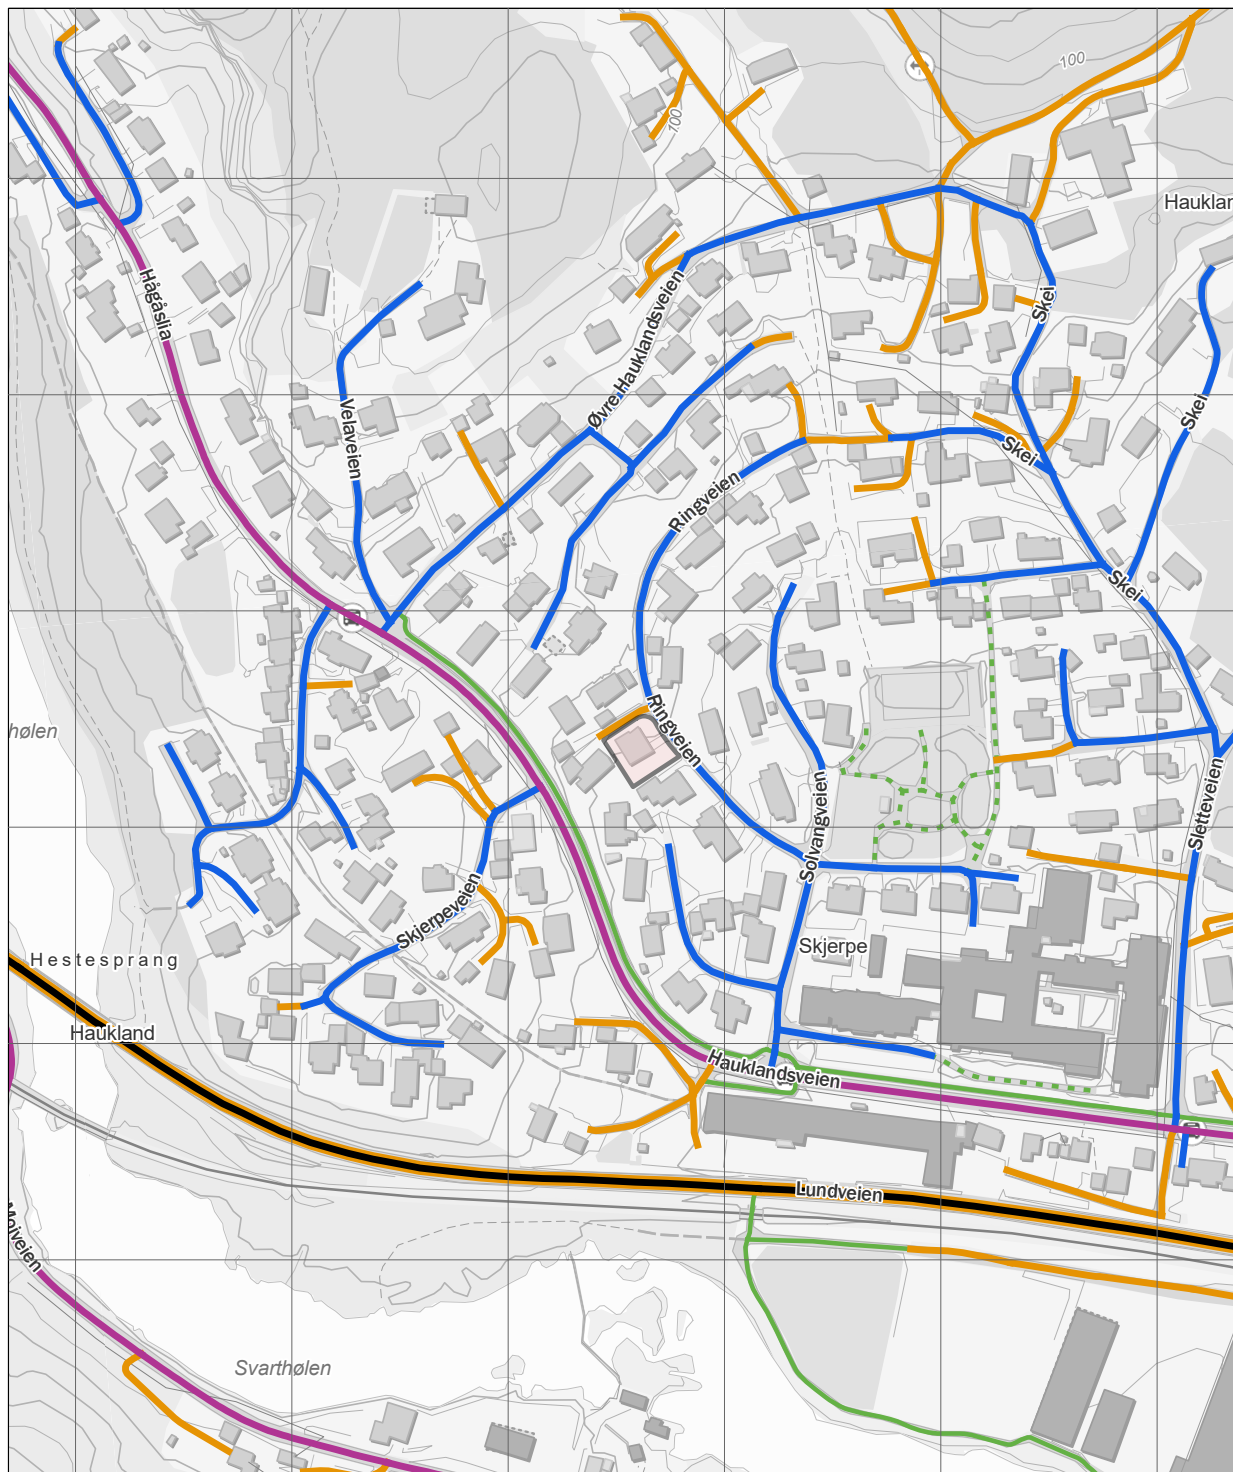 100
100
Hauklar
Hågåslia
Øvre Hauklandsveien
Skei
Velaveien
Skei
Skei
Ringveien
Skei
hølen
Ringveien
Solvangveien
Sletteveien
Skjerpeveien
Skjerpe
Hestesprang
Haukland
Hauklandsveien
Lundveien
Moiveien
Svarthølen